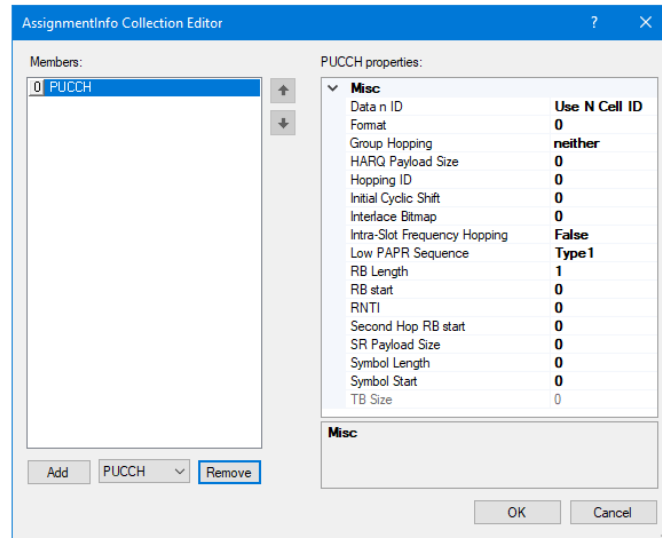 AssignmentInfo Collection Editor
?
Members:
0 PUCCH
Add
PUCCH
Remove
PUCCH properties:
Misc
Data n ID Use N Cell ID
Format 0
Group Hopping neither
HARQ Payload Size 0
Hopping ID 0
Initial Cyclic Shift 0
Interlace Bitmap 0
Intra-Slot Frequency Hopping False
Low PAPR Sequence Type1
RB Length 1
RB start 0
RNTI 0
Second Hop RB start 0
SR Payload Size 0
Symbol Length 0
Symbol Start 0
TB Size 0
Misc
OK
Cancel